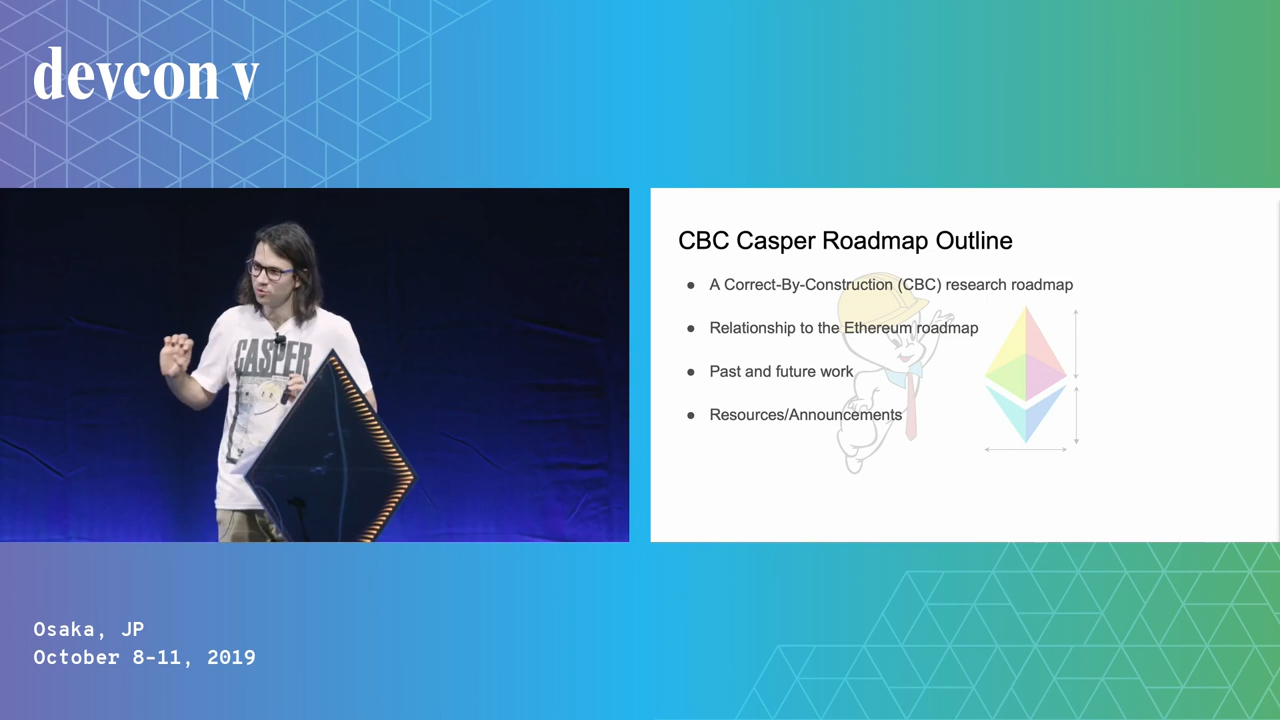 devcon v
CASPER
CBC Casper Roadmap Outline
● A Correct-By-Construction (CBC) research roadmap
● Relationship to the Ethereum roadmap
● Past and future work
● Resources/Announcements
Osaka, JP
October 8-11, 2019